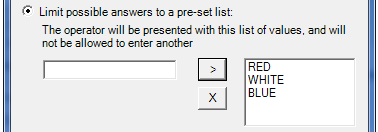 Limit possible answers to a pre-set list:
The operator will be presented with this list of values, and will
not be allowed to enter another
>
X
RED
WHITE
BLUE